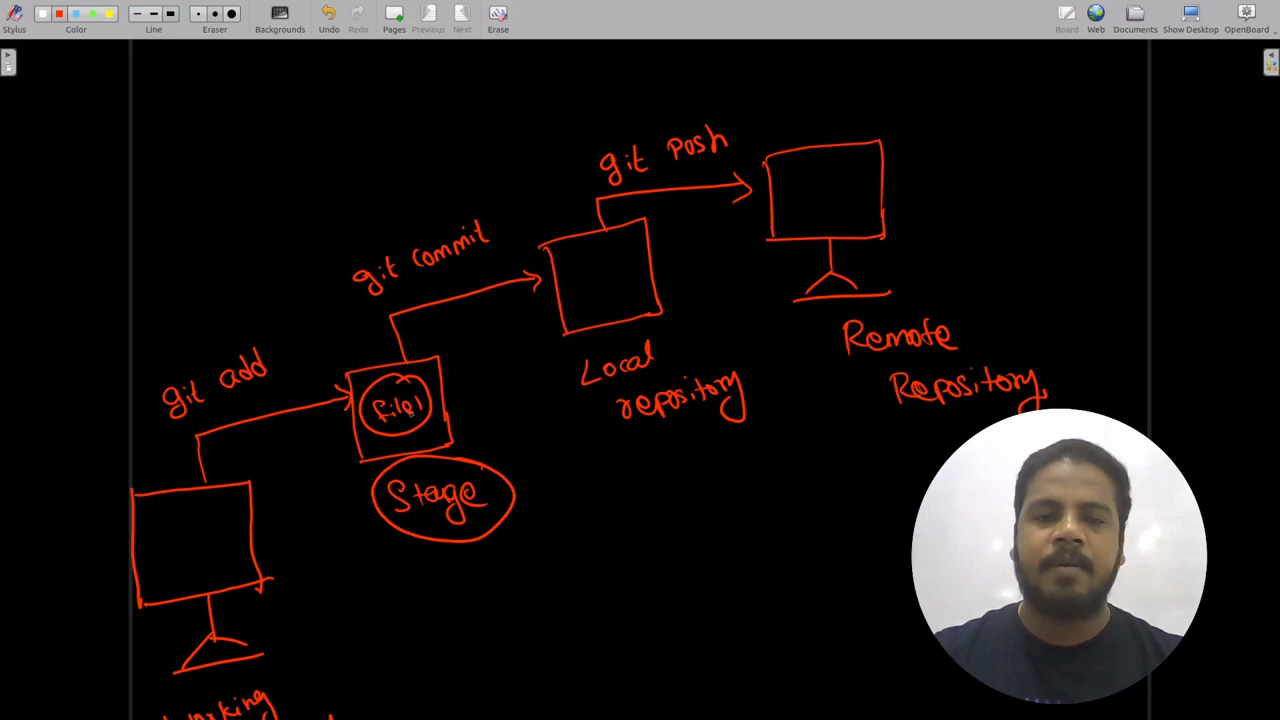 Stylus
Color
Line
Eraser
Backgrounds
Undo
Redo
Pages
Previous
Next
Erase
Board
Web
Documents
Show Desktop
OpenBoard
git push
git commit
Remote
Repository
Local
repository
git add
file1
Stage